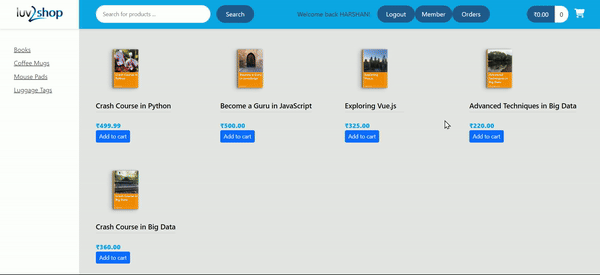 luv2shop
Search for products ...
Search
Welcome back HARSHAN!
Logout
Member
Orders
₹0.00
0
Books
Coffee Mugs
Mouse Pads
Luggage Tags
Crash Course in Python
₹499.99
Add to cart
Become a Guru in JavaScript
₹500.00
Add to cart
Exploring Vue.js
₹325.00
Add to cart
Advanced Techniques in Big Data
₹220.00
Add to cart
Crash Course in Big Data
₹360.00
Add to cart